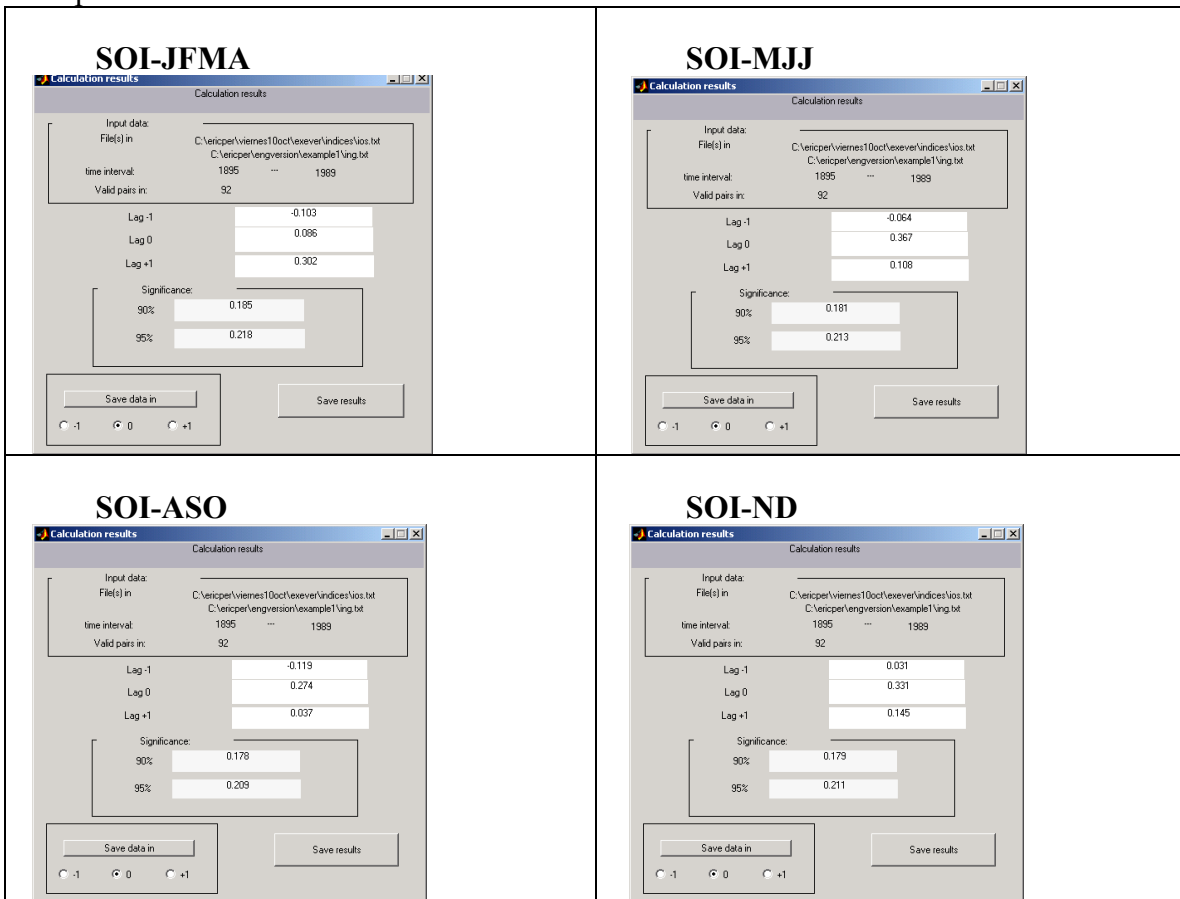 SOI-JFMA
Calculation results
Calculation results
Input data:
File(s) in C:\ericper\viernes10oct\exever\indices\ios.txt
C:\ericper\engversion\example1\ing.txt
time interval: 1895 --- 1989
Valid pairs in: 92
Lag -1 -0.103
Lag 0 0.086
Lag +1 0.302
Significance:
90% 0.185
95% 0.218
Save data in Save results
-1 0 +1
SOI-MJJ
Calculation results
Calculation results
Input data:
File(s) in C:\ericper\viernes10oct\exever\indices\ios.txt
C:\ericper\engversion\example1\ing.txt
time interval: 1895 --- 1989
Valid pairs in: 92
Lag -1 -0.064
Lag 0 0.367
Lag +1 0.108
Significance:
90% 0.181
95% 0.213
Save data in Save results
-1 0 +1
SOI-ASO
Calculation results
Calculation results
Input data:
File(s) in C:\ericper\viernes10oct\exever\indices\ios.txt
C:\ericper\engversion\example1\ing.txt
time interval: 1895 --- 1989
Valid pairs in: 92
Lag -1 -0.119
Lag 0 0.274
Lag +1 0.037
Significance:
90% 0.178
95% 0.209
Save data in Save results
-1 0 +1
SOI-ND
Calculation results
Calculation results
Input data:
File(s) in C:\ericper\viernes10oct\exever\indices\ios.txt
C:\ericper\engversion\example1\ing.txt
time interval: 1895 --- 1989
Valid pairs in: 92
Lag -1 0.031
Lag 0 0.331
Lag +1 0.145
Significance:
90% 0.179
95% 0.211
Save data in Save results
-1 0 +1